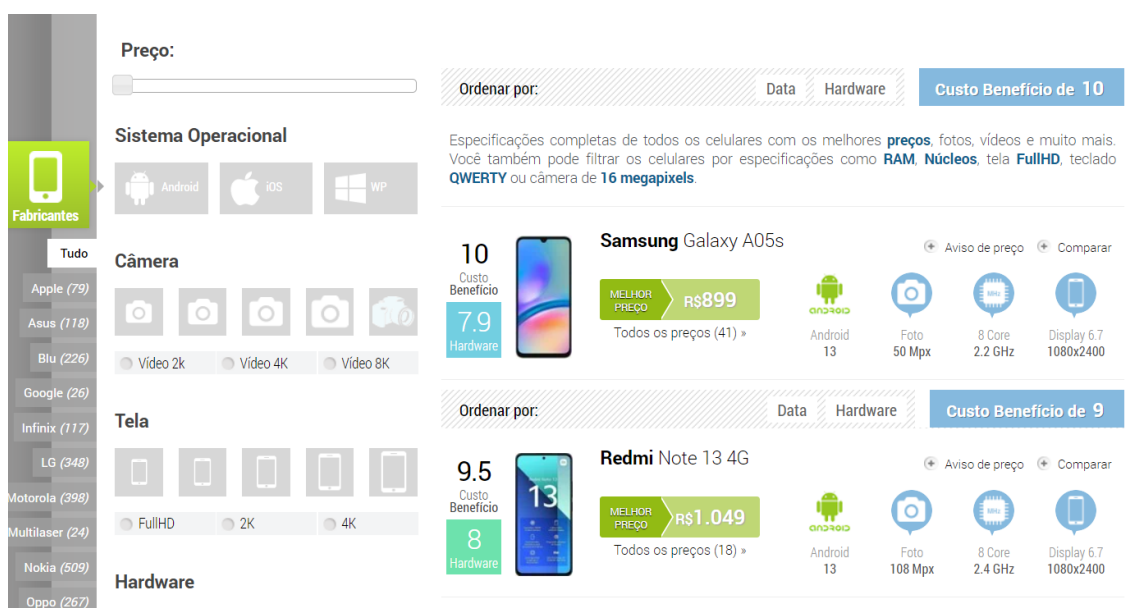 Preço:
Sistema Operacional
Android
iOS
WP
Fabricantes
Tudo
Apple (79)
Asus (118)
Blu (226)
Google (26)
Infinix (117)
LG (348)
Motorola (398)
Multilaser (24)
Nokia (509)
Oppo (267)
Câmera
Vídeo 2k
Vídeo 4K
Vídeo 8K
Tela
FullHD
2K
4K
Hardware
Ordenar por:
Data
Hardware
Custo Benefício de 10
Especificações completas de todos os celulares com os melhores preços, fotos, vídeos e muito mais.
Você também pode filtrar os celulares por especificações como RAM, Núcleos, tela FullHD, teclado
QWERTY ou câmera de 16 megapixels.
10
Custo
Benefício
7.9
Hardware
Samsung Galaxy A05s
Aviso de preço
Comparar
MELHOR
PREÇO
R$899
Todos os preços (41) »
android
Android
13
Foto
50 Mpx
MHz
8 Core
2.2 GHz
Display 6.7
1080x2400
Ordenar por:
Data
Hardware
Custo Benefício de 9
9.5
Custo
Benefício
8
Hardware
13
Redmi Note 13 4G
Aviso de preço
Comparar
MELHOR
PREÇO
R$1.049
Todos os preços (18) »
android
Android
13
Foto
108 Mpx
MHz
8 Core
2.4 GHz
Display 6.7
1080x2400